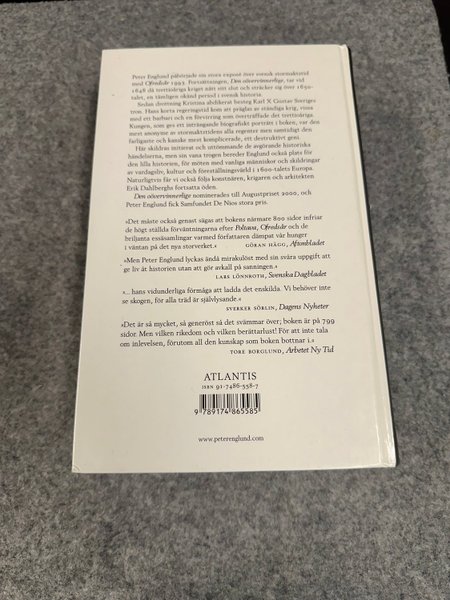 Peter Englund påbörjade sin stora exposé över svensk stormaktstid
med Ofredsår 1993. Fortsättningen, Den oövervinnerlige, tar vid
1648 då trettioåriga kriget nått sitt slut och sträcker sig över 1650-
talet, en tämligen okänd period i svensk historia.
Sedan drottning Kristina abdikerat besteg Karl X Gustav Sveriges
tron. Hans korta regeringstid kom att präglas av ständiga krig, vissa
med ett barbari och en förvirring som överträffade det trettioåriga.
Kungen, som ges ett inträngande biografiskt porträtt i boken, var den
mest anonyme av stormaktstidens alla regenter men samtidigt den
farligaste och kanske mest komplicerade, ett destruktivt geni.
Här skildras initierat och uttömmande de avgörande historiska
händelserna, men sin vana trogen bereder Englund också plats för
den lilla historien, för möten med vanliga människor och skildringar
av vardagsliv, kultur och föreställningsvärld i 1600-talets Europa.
Naturligtvis får vi också följa konstnären, krigaren och arkitekten
Erik Dahlberghs fortsatta öden.
Den oövervinnerlige nominerades till Augustpriset 2000, och
Peter Englund fick Samfundet De Nios stora pris.
»Det måste också genast sägas att bokens närmare 800 sidor infriar
de högt ställda förväntningarna efter Poltava, Ofredsår och de
briljanta essäsamlingar varmed författaren dämpat vår hunger
i väntan på det nya storverket.« GÖRAN HÄGG, Aftonbladet
»Men Peter Englund lyckas ändå mirakulöst med sin svåra uppgift att
ge liv åt historien utan att gör avkall på sanningen.«
LARS LÖNNROTH, Svenska Dagbladet
»... hans vidunderliga förmåga att ladda det enskilda. Vi behöver inte
se skogen, för alla träd är självlysande.«
SVERKER SÖRLIN, Dagens Nyheter
»Det är så mycket, så generöst så det svämmar över; boken är på 799
sidor. Men vilken rikedom och vilken berättarlust! För att inte tala
om inlevelsen, förutom all den kunskap som boken bottnar i.«
TORE BORGLUND, Arbetet Ny Tid
ATLANTIS
ISBN 91-7486-558-7
9 789174 865585
www.peterenglund.com